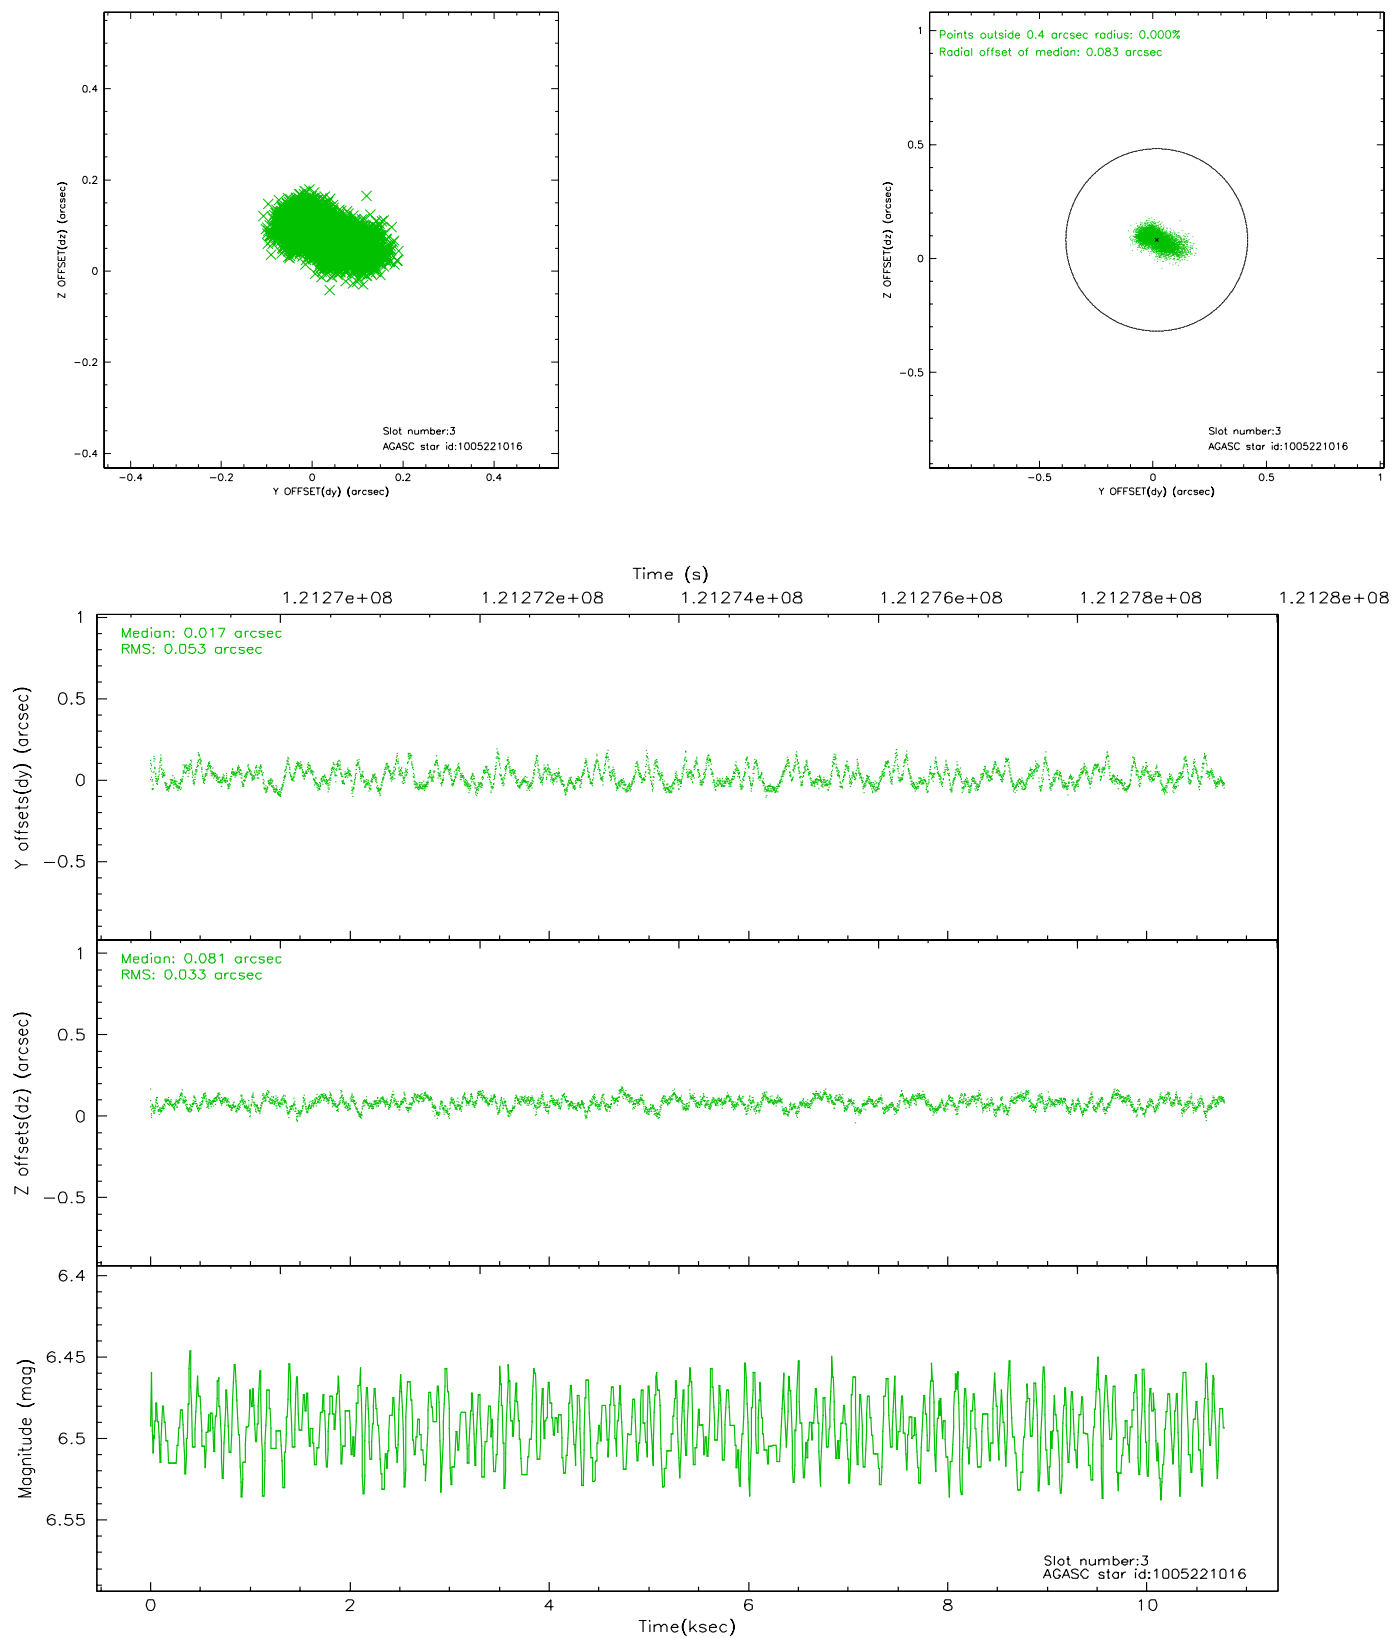 0.4
0.2
0
−0.2
−0.4
Z OFFSET(dz) (arcsec)
Slot number:3
AGASC star id:1005221016
−0.4 −0.2 0 0.2 0.4
Y OFFSET(dy) (arcsec)
Points outside 0.4 arcsec radius: 0.000%
Radial offset of median: 0.083 arcsec
1
0.5
0
−0.5
Z OFFSET(dz) (arcsec)
Slot number:3
AGASC star id:1005221016
−0.5 0 0.5 1
Y OFFSET(dy) (arcsec)
Time (s)
1.2127e+08 1.21272e+08 1.21274e+08 1.21276e+08 1.21278e+08 1.2128e+08
Median: 0.017 arcsec
RMS: 0.053 arcsec
1
0.5
0
−0.5
Y offsets(dy) (arcsec)
Median: 0.081 arcsec
RMS: 0.033 arcsec
1
0.5
0
−0.5
Z offsets(dz) (arcsec)
6.4
6.45
6.5
6.55
Magnitude (mag)
Slot number:3
AGASC star id:1005221016
0 2 4 6 8 10
Time(ksec)